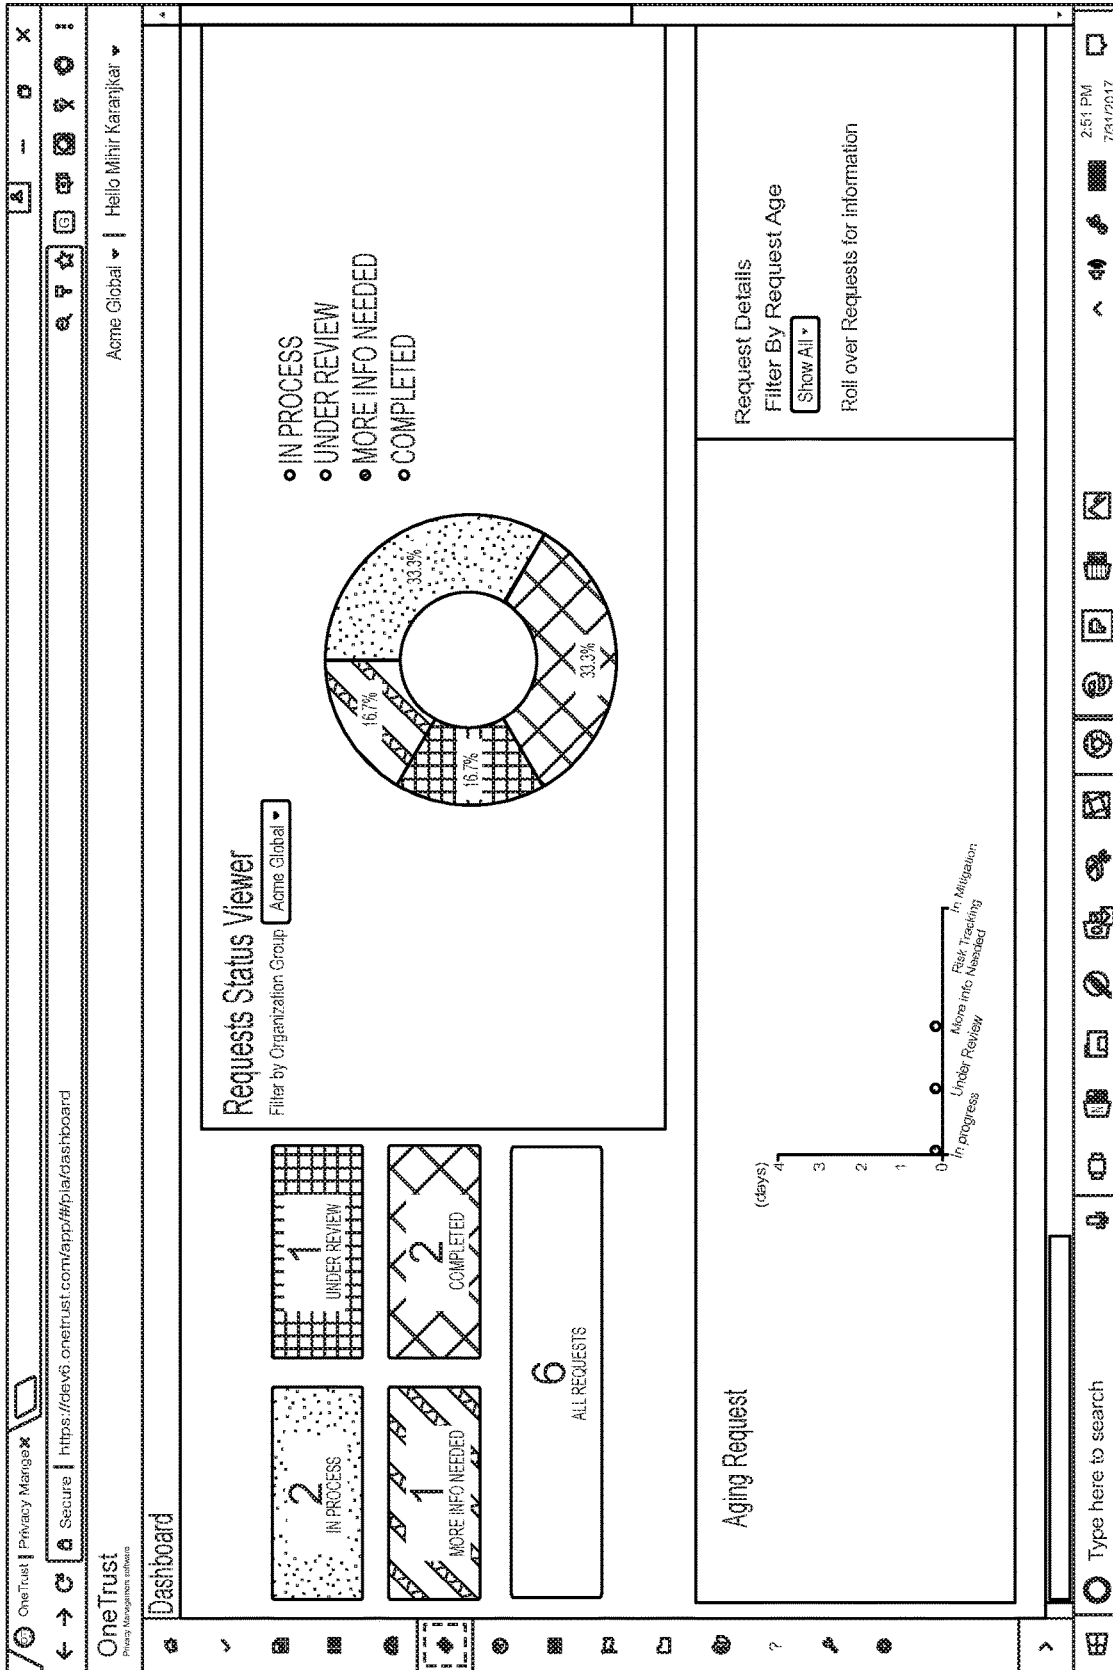 OneTrust | Privacy Mange
Secure | https://dev6.onetrust.com/app/#/pia/dashboard
OneTrust
Privacy Management software
Acme Global | Hello Mihir Karanjkar
Dashboard
2
IN PROCESS
1
UNDER REVIEW
1
MORE INFO NEEDED
2
COMPLETED
6
ALL REQUESTS
Requests Status Viewer
Filter by Organization Group Acme Global
33.3%
33.3%
16.7%
16.7%
IN PROCESS
UNDER REVIEW
MORE INFO NEEDED
COMPLETED
Aging Request
(days)
4
3
2
1
0
In progress
Under Review
More info Needed
Risk Tracking
In Mitigation
Request Details
Filter By Request Age
Show All
Roll over Requests for information
Type here to search
2:51 PM
7/31/2017